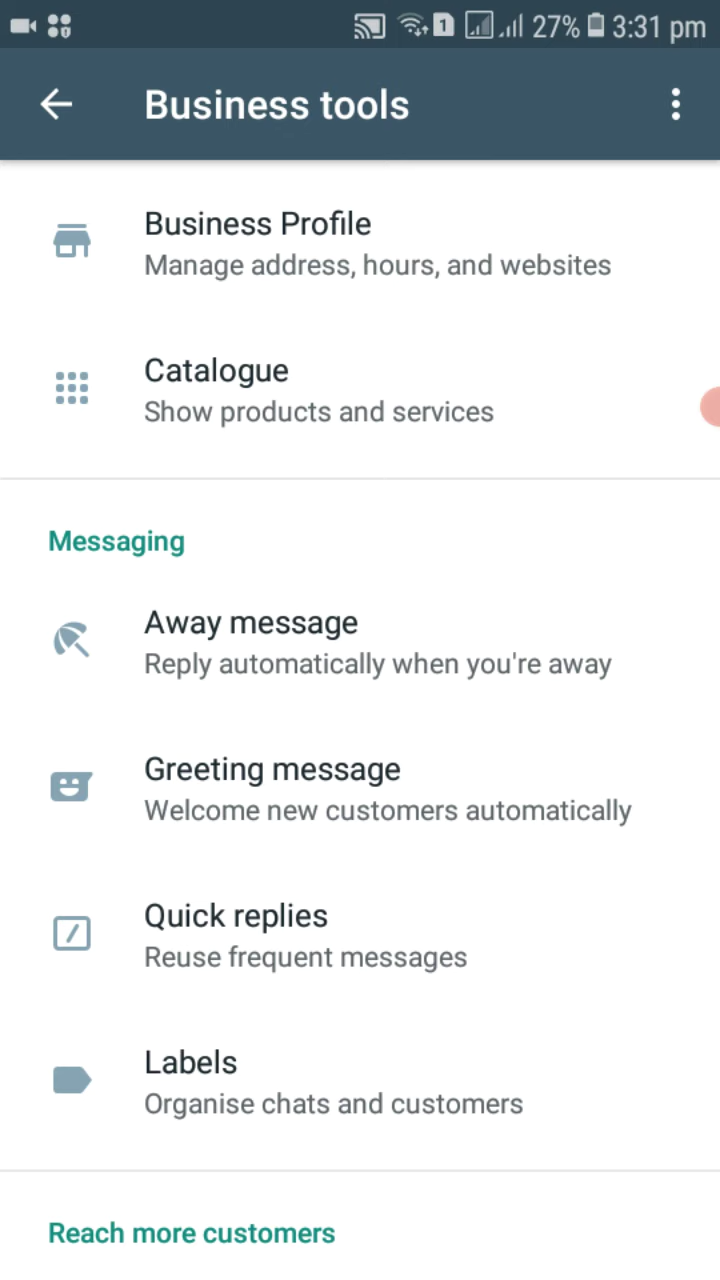 1 27% 3:31 pm
Business tools
Business Profile
Manage address, hours, and websites
Catalogue
Show products and services
Messaging
Away message
Reply automatically when you're away
Greeting message
Welcome new customers automatically
Quick replies
Reuse frequent messages
Labels
Organise chats and customers
Reach more customers